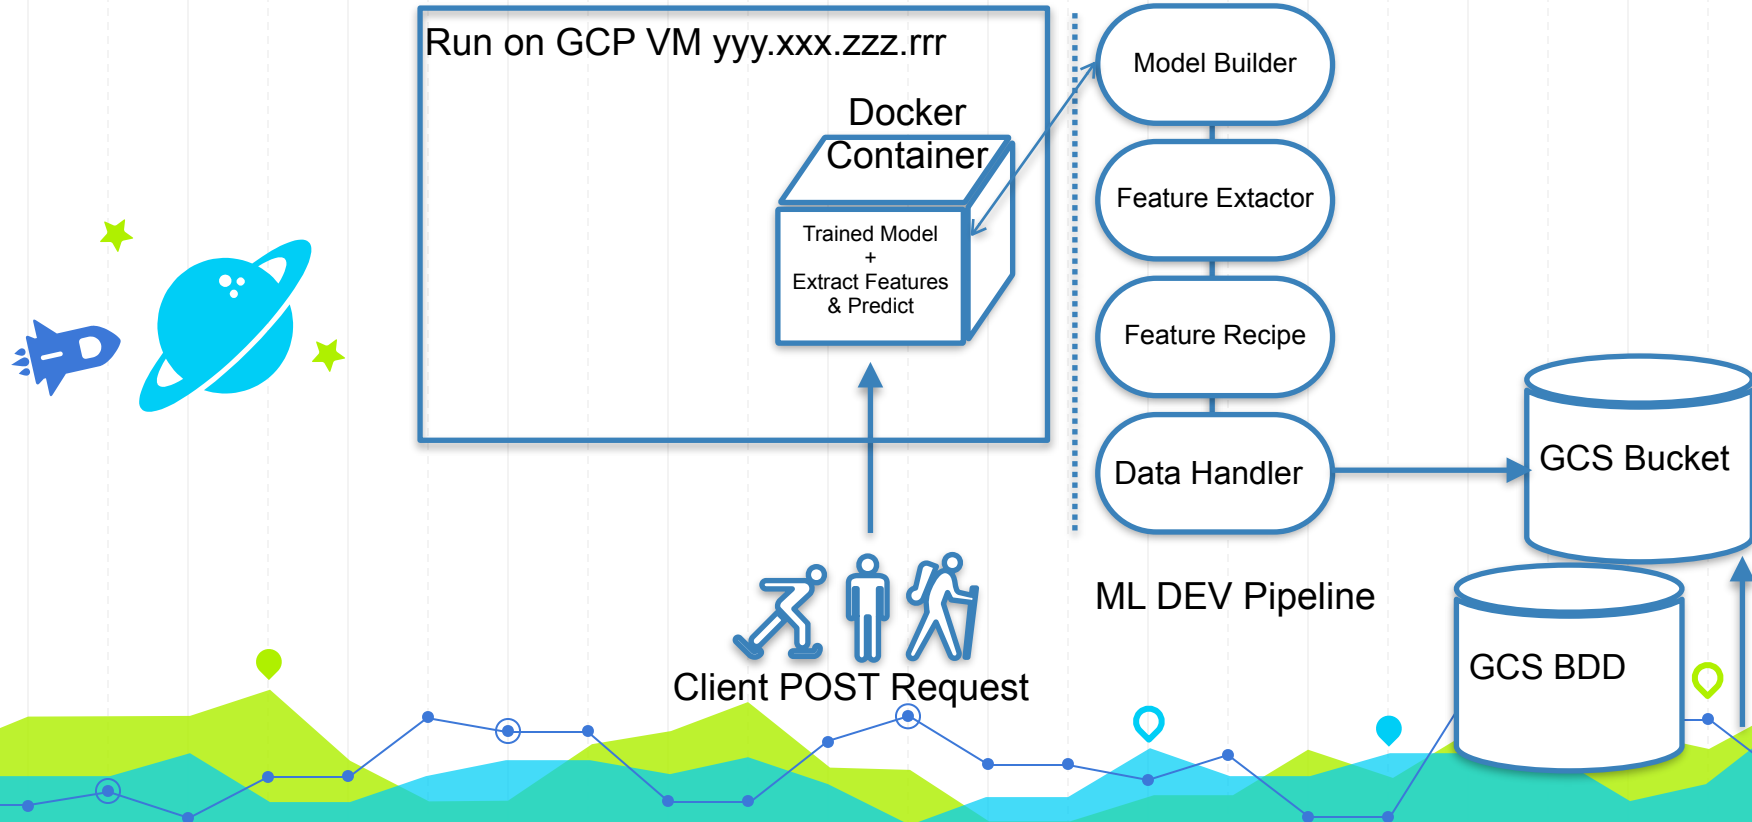 Run on GCP VM yyy.xxx.zzz.rrr
Docker
Container
Trained Model
+
Extract Features
& Predict
Client POST Request
Model Builder
Feature Extactor
Feature Recipe
Data Handler
ML DEV Pipeline
GCS Bucket
GCS BDD